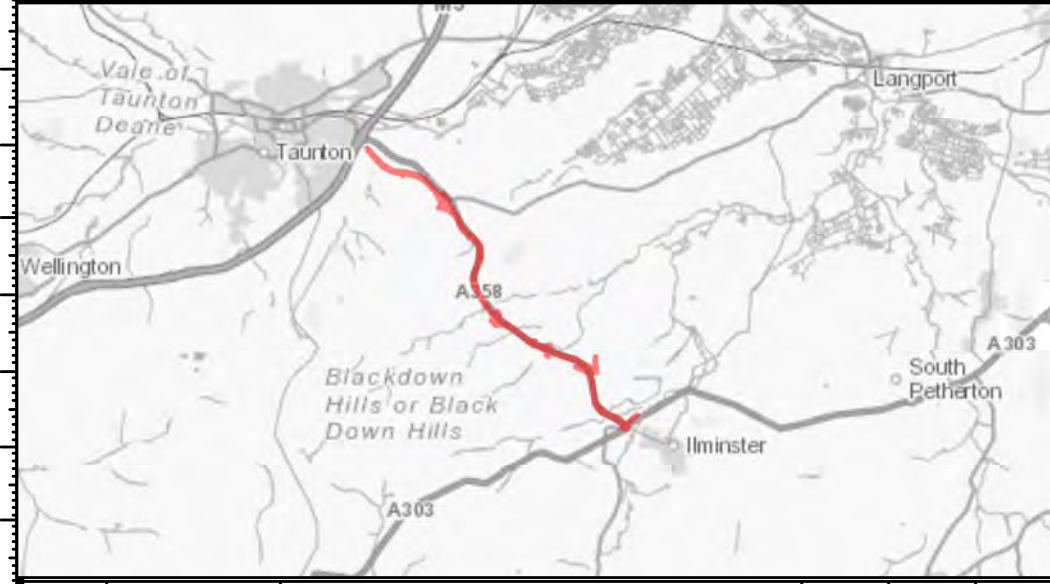 M5
Vale of
Taunton
Deane
Langport
Taunton
Wellington
A358
A303
South
Petherton
Blackdown
Hills or Black
Down Hills
Ilminster
A303